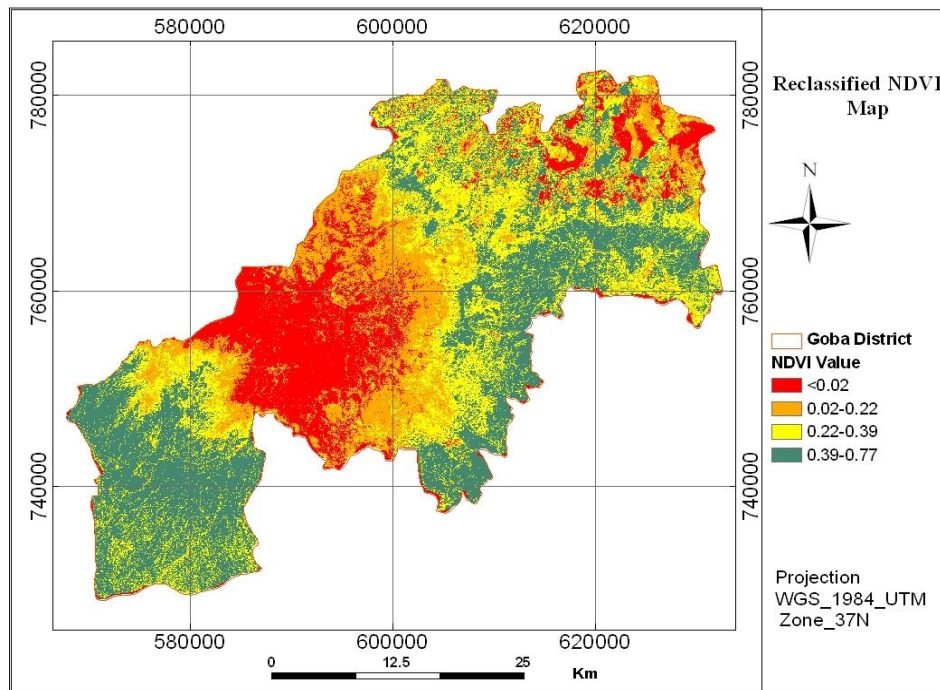 580000 600000 620000
780000 780000
760000 760000
740000 740000
580000 600000 620000
0 12.5 25
Km
Reclassified NDVI
Map
N
Goba District
NDVI Value
<0.02
0.02-0.22
0.22-0.39
0.39-0.77
Projection
WGS_1984_UTM
Zone_37N